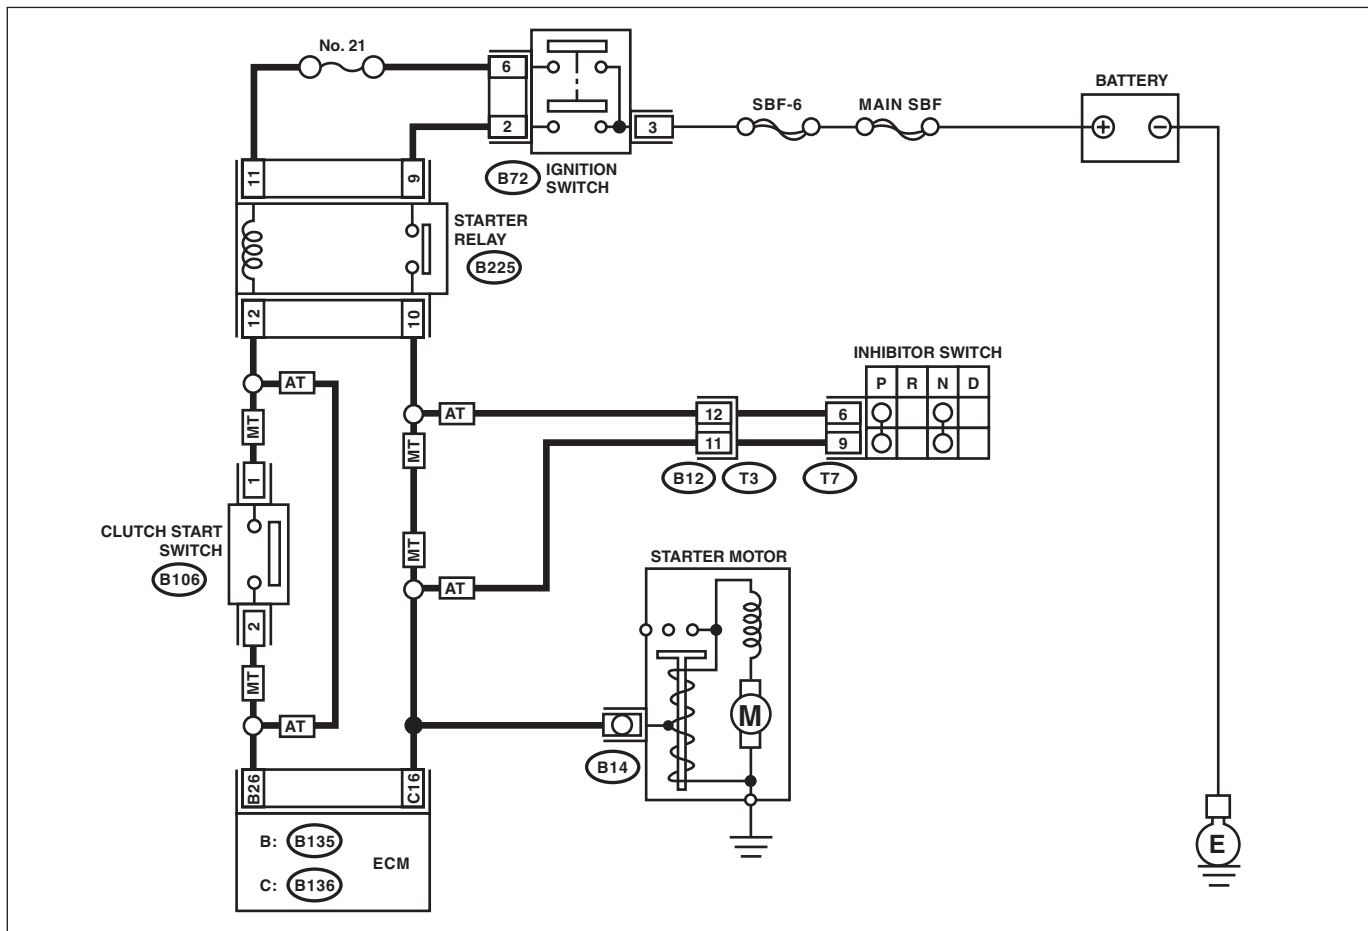 No. 21
6
2
3
B72
IGNITION
SWITCH
SBF-6
MAIN SBF
BATTERY
+
−
11
9
STARTER
RELAY
B225
12
10
AT
MT
1
CLUTCH START
SWITCH
B106
2
MT
AT
AT
MT
MT
AT
12
11
B12
T3
6
9
T7
INHIBITOR SWITCH
P R N D
STARTER MOTOR
M
B14
B26
C16
B: B135
C: B136
ECM
E